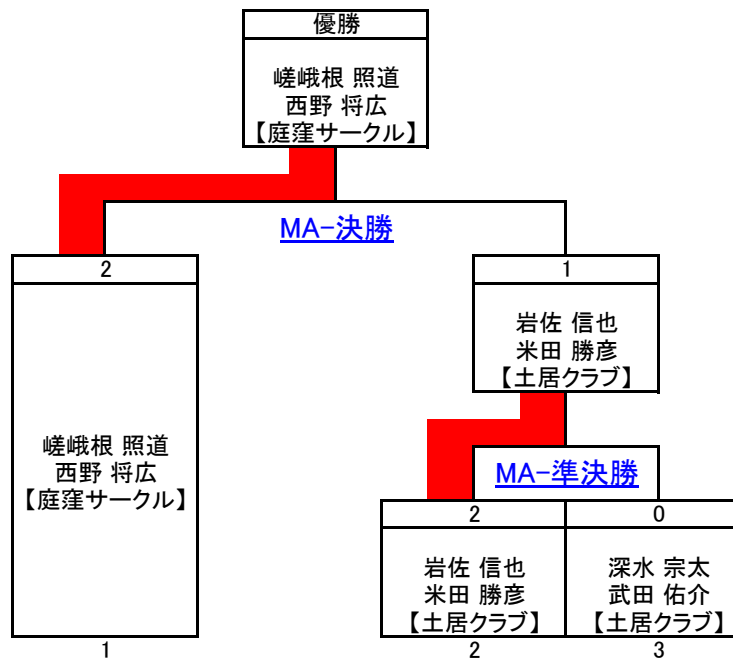 優勝
嵯峨根 照道
西野 将広
【庭窪サークル】
MA-決勝
2
1
岩佐 信也
米田 勝彦
【土居クラブ】
嵯峨根 照道
西野 将広
【庭窪サークル】
MA-準決勝
2
0
岩佐 信也
米田 勝彦
【土居クラブ】
深水 宗太
武田 佑介
【土居クラブ】
1
2
3